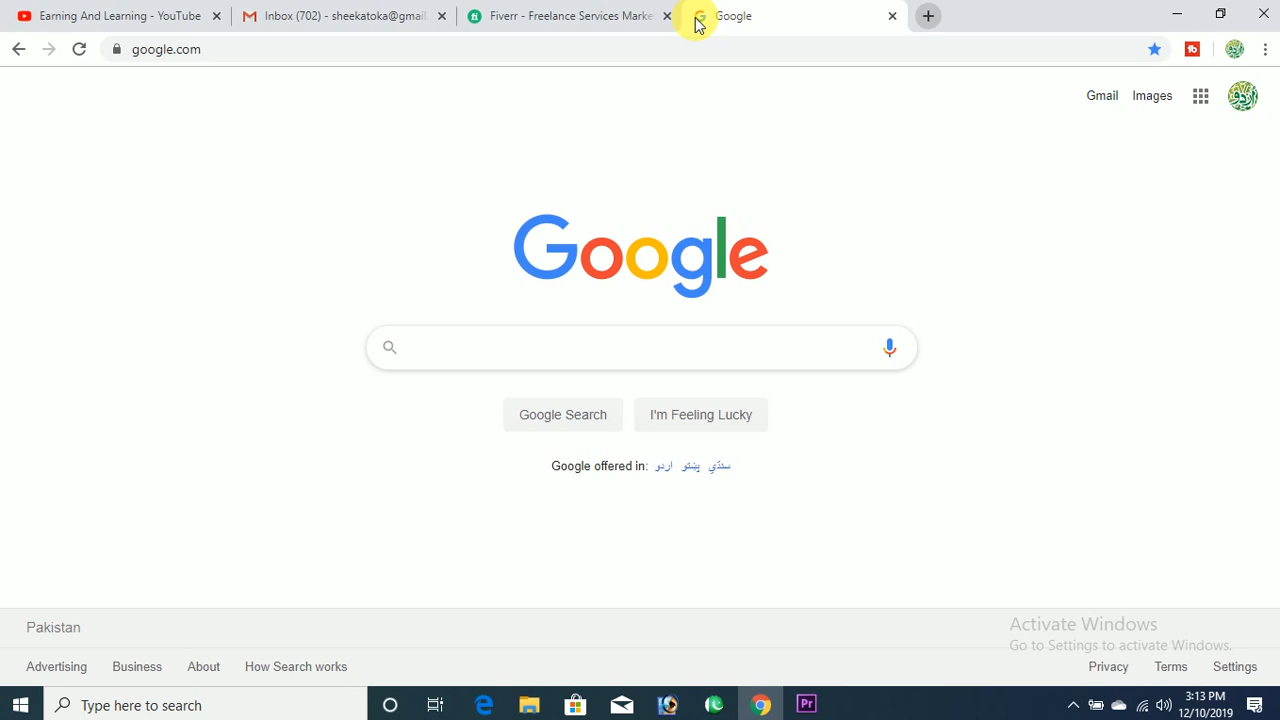 Earning And Learning - YouTube
Inbox (702) - sheekatoka@gmail.
Fiverr - Freelance Services Marke
Google
google.com
Gmail Images
Google
Google Search
I'm Feeling Lucky
Google offered in: اردو پښتو سنڌي
Pakistan
Activate Windows
Go to Settings to activate Windows.
Advertising Business About How Search works
Privacy Terms Settings
Type here to search
Pr
3:13 PM
12/10/2019